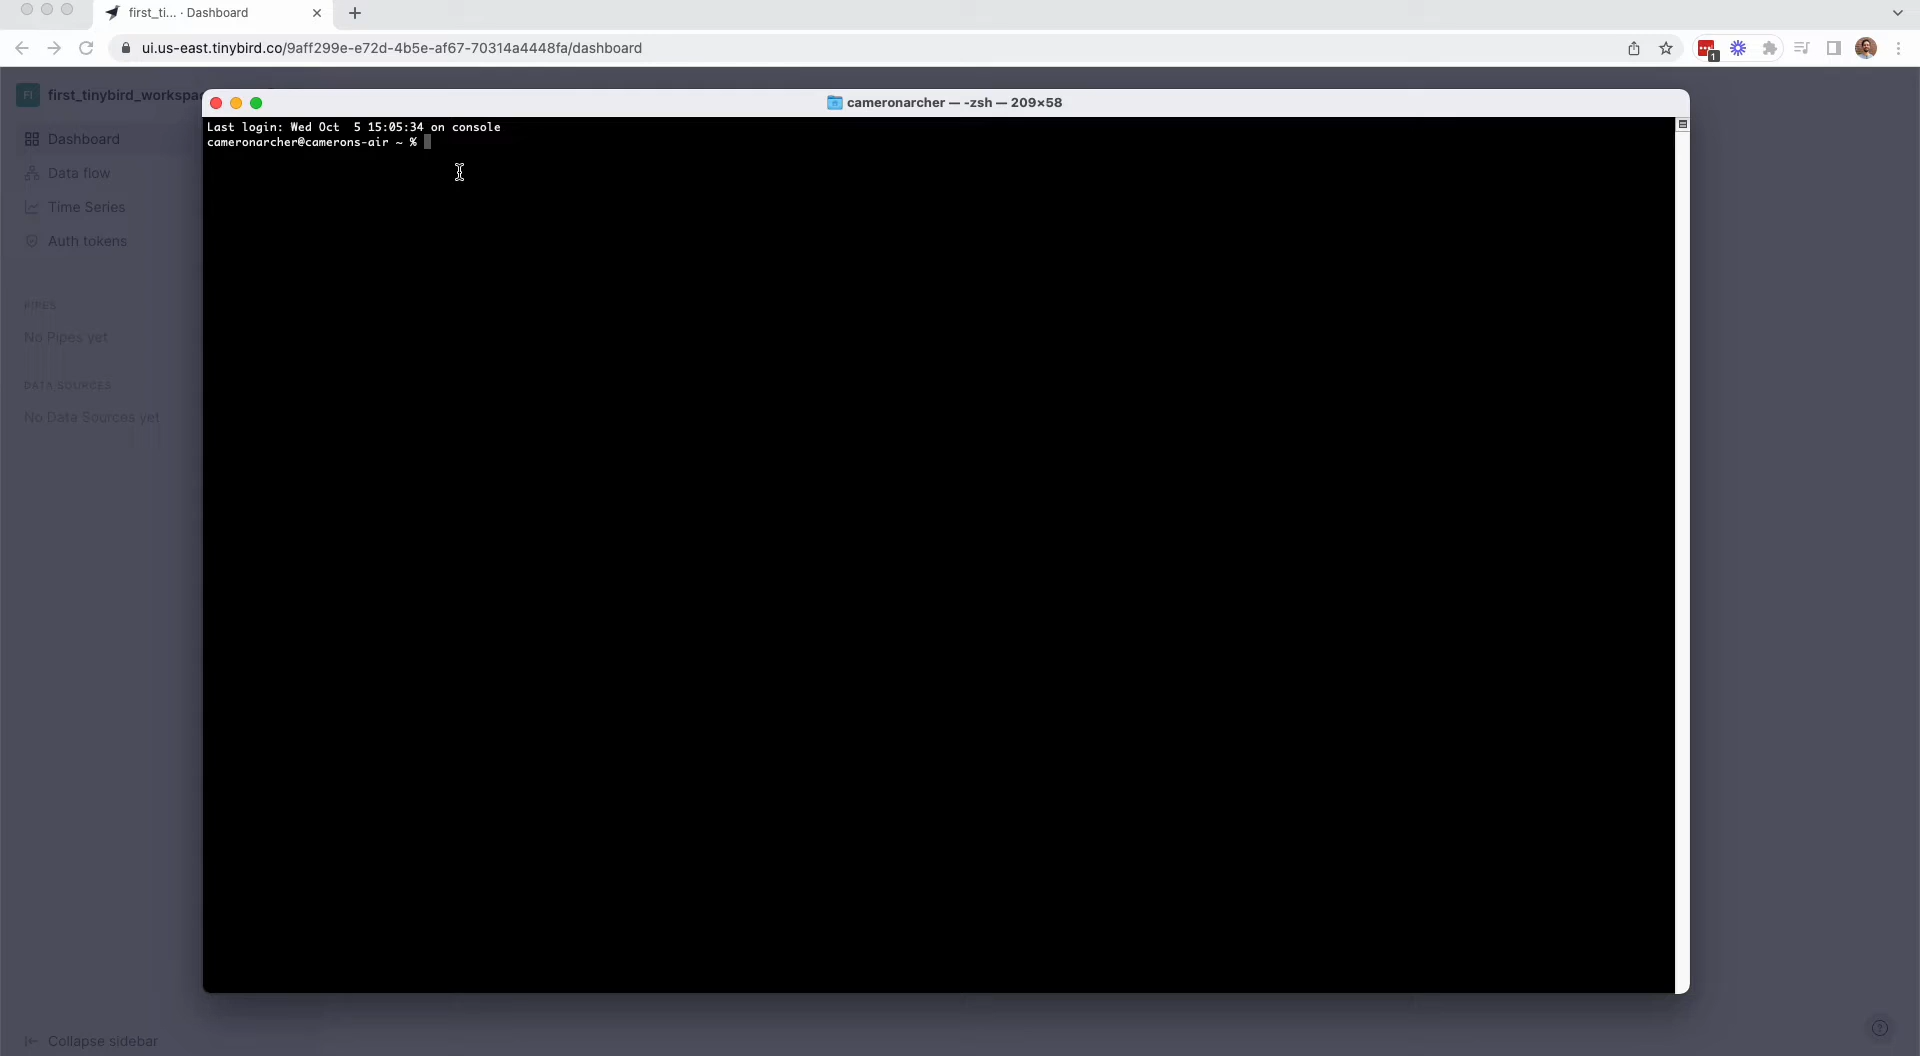 first_ti... · Dashboard
ui.us-east.tinybird.co/9aff299e-e72d-4b5e-af67-70314a4448fa/dashboard
1
FI
first_tinybird_workspa
cameronarcher — -zsh — 209×58
Last login: Wed Oct  5 15:05:34 on console
cameronarcher@camerons-air ~ %
Dashboard
Data flow
Time Series
Auth tokens
PIPES
No Pipes yet
DATA SOURCES
No Data Sources yet
Collapse sidebar